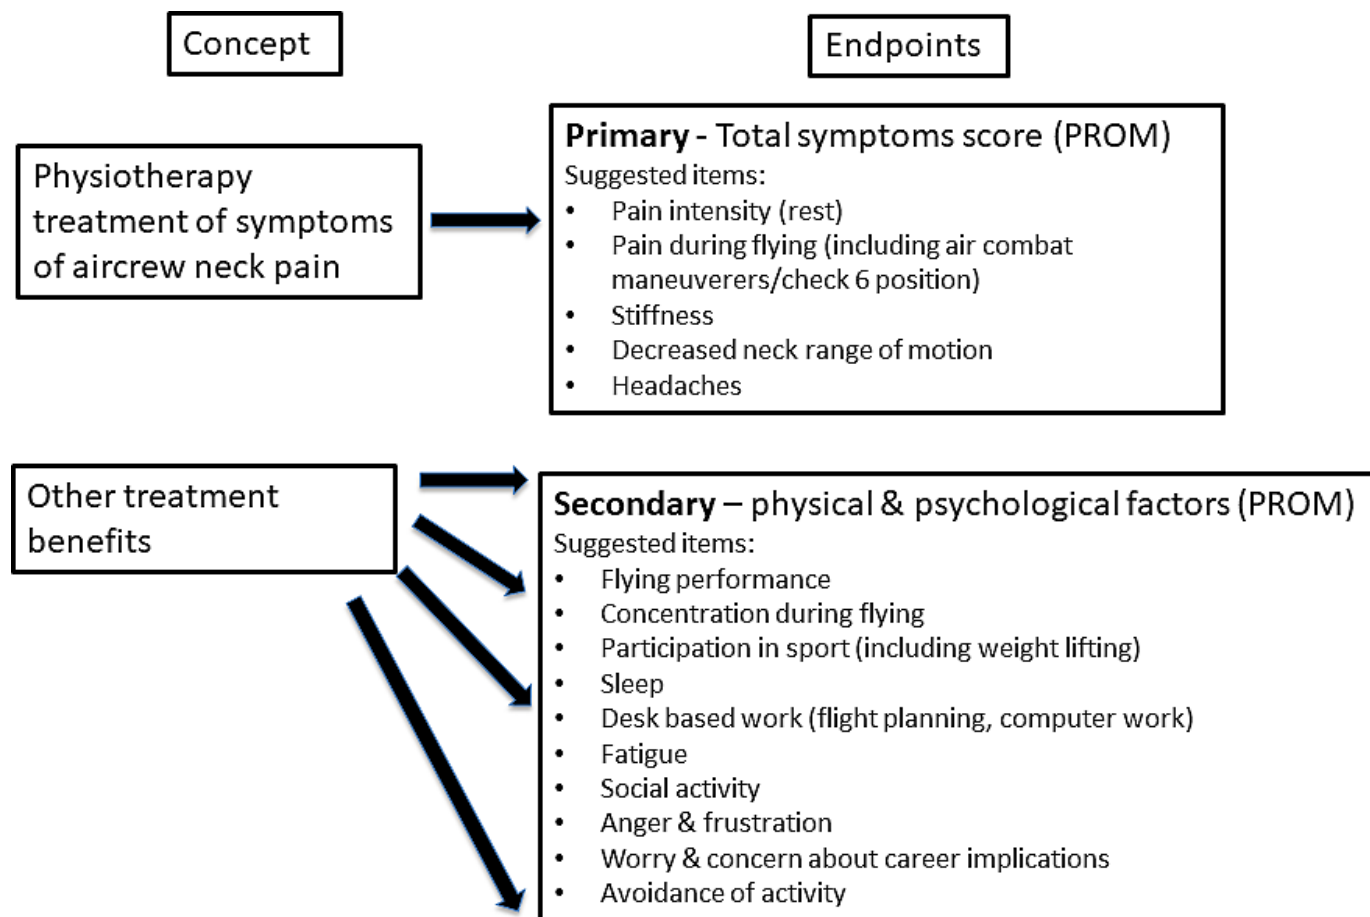 Concept
Endpoints
Physiotherapy
treatment of symptoms
of aircrew neck pain
Primary - Total symptoms score (PROM)
Suggested items:
• Pain intensity (rest)
• Pain during flying (including air combat
maneuverers/check 6 position)
• Stiffness
• Decreased neck range of motion
• Headaches
Other treatment
benefits
Secondary – physical & psychological factors (PROM)
Suggested items:
• Flying performance
• Concentration during flying
• Participation in sport (including weight lifting)
• Sleep
• Desk based work (flight planning, computer work)
• Fatigue
• Social activity
• Anger & frustration
• Worry & concern about career implications
• Avoidance of activity